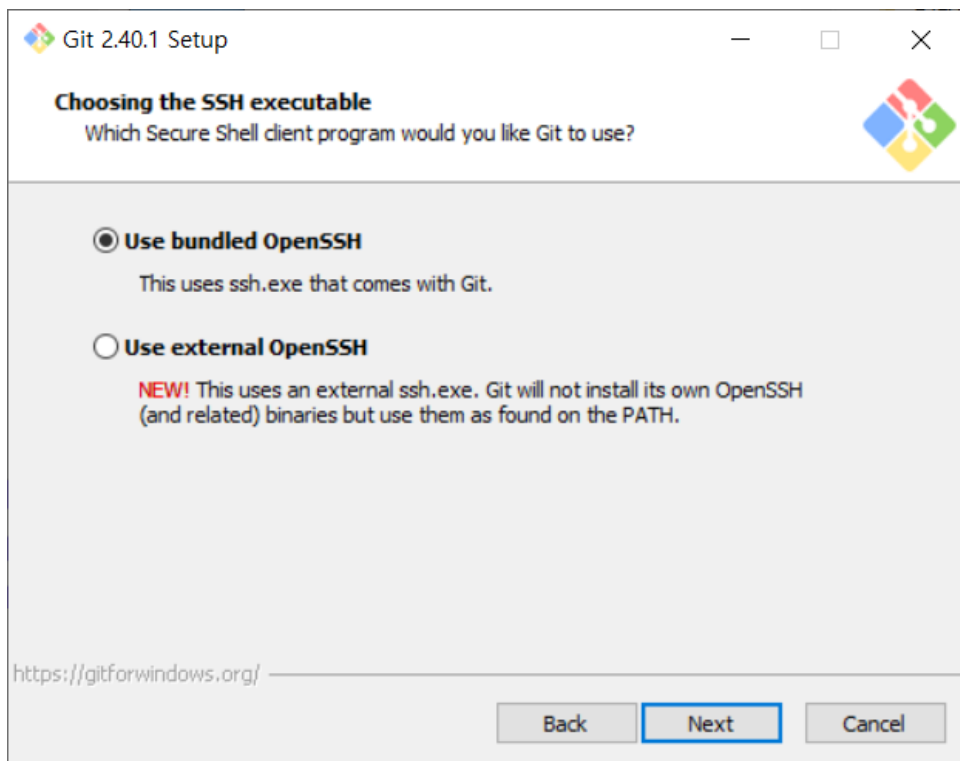 Git 2.40.1 Setup
Choosing the SSH executable
Which Secure Shell client program would you like Git to use?
Use bundled OpenSSH
This uses ssh.exe that comes with Git.
Use external OpenSSH
NEW! This uses an external ssh.exe. Git will not install its own OpenSSH
(and related) binaries but use them as found on the PATH.
https://gitforwindows.org/
Back Next Cancel